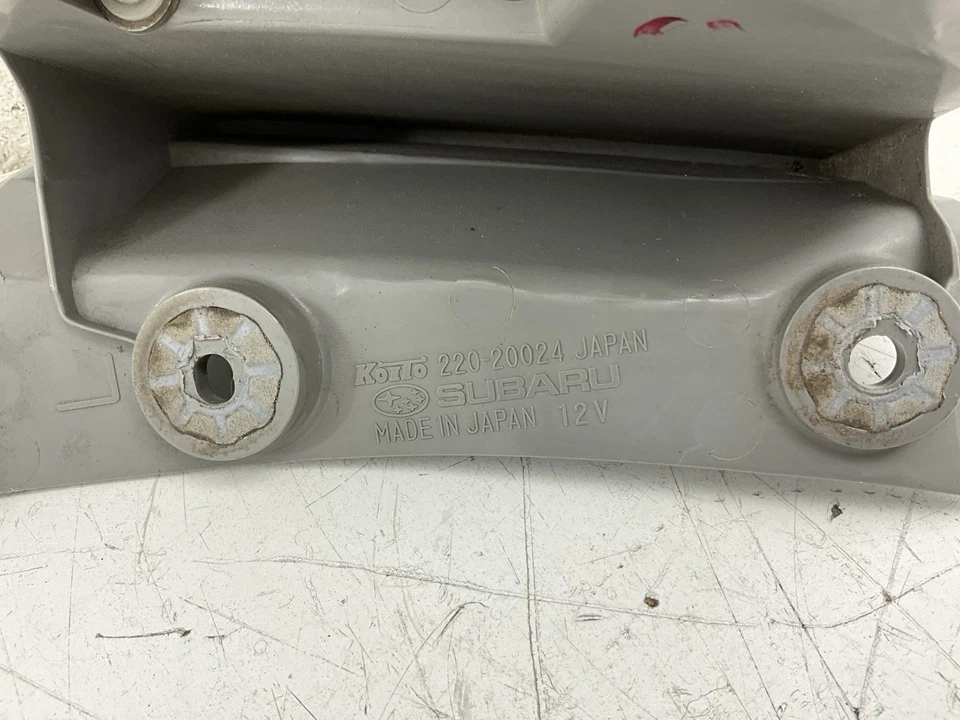 L
KOITO 220-20024 JAPAN
SUBARU
MADE IN JAPAN 12V